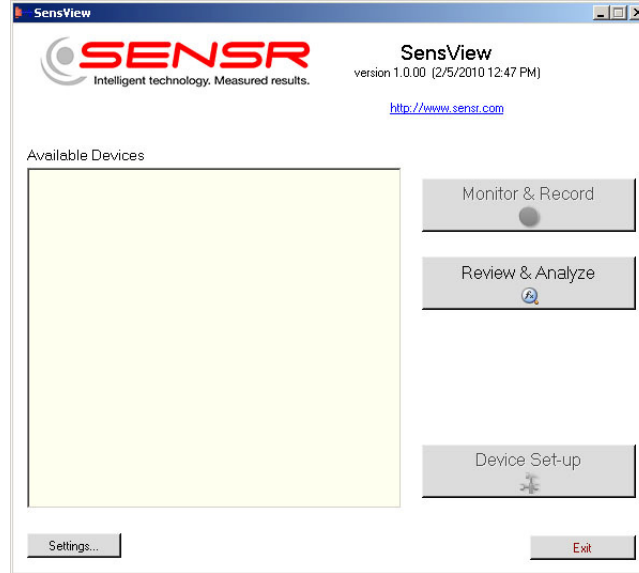 SensView
SENSR
Intelligent technology. Measured results.
SensView
version 1.0.00 (2/5/2010 12:47 PM)
http://www.sensr.com
Available Devices
Monitor & Record
Review & Analyze
fx
Device Set-up
Settings...
Exit